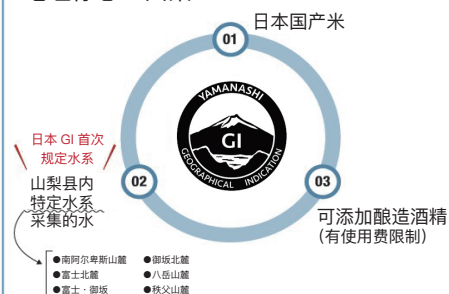 01
日本国产米
YAMANASHI
GI
GEOGRAPHICAL INDICATION
日本 GI 首次
规定水系
02
03
山梨县内
特定水系
采集的水
可添加酿造酒精
(有使用费限制)
●南阿尔卑斯山麓 ●御坂北麓
●富士北麓 ●八岳山麓
●富士・御坂 ●秩父山麓